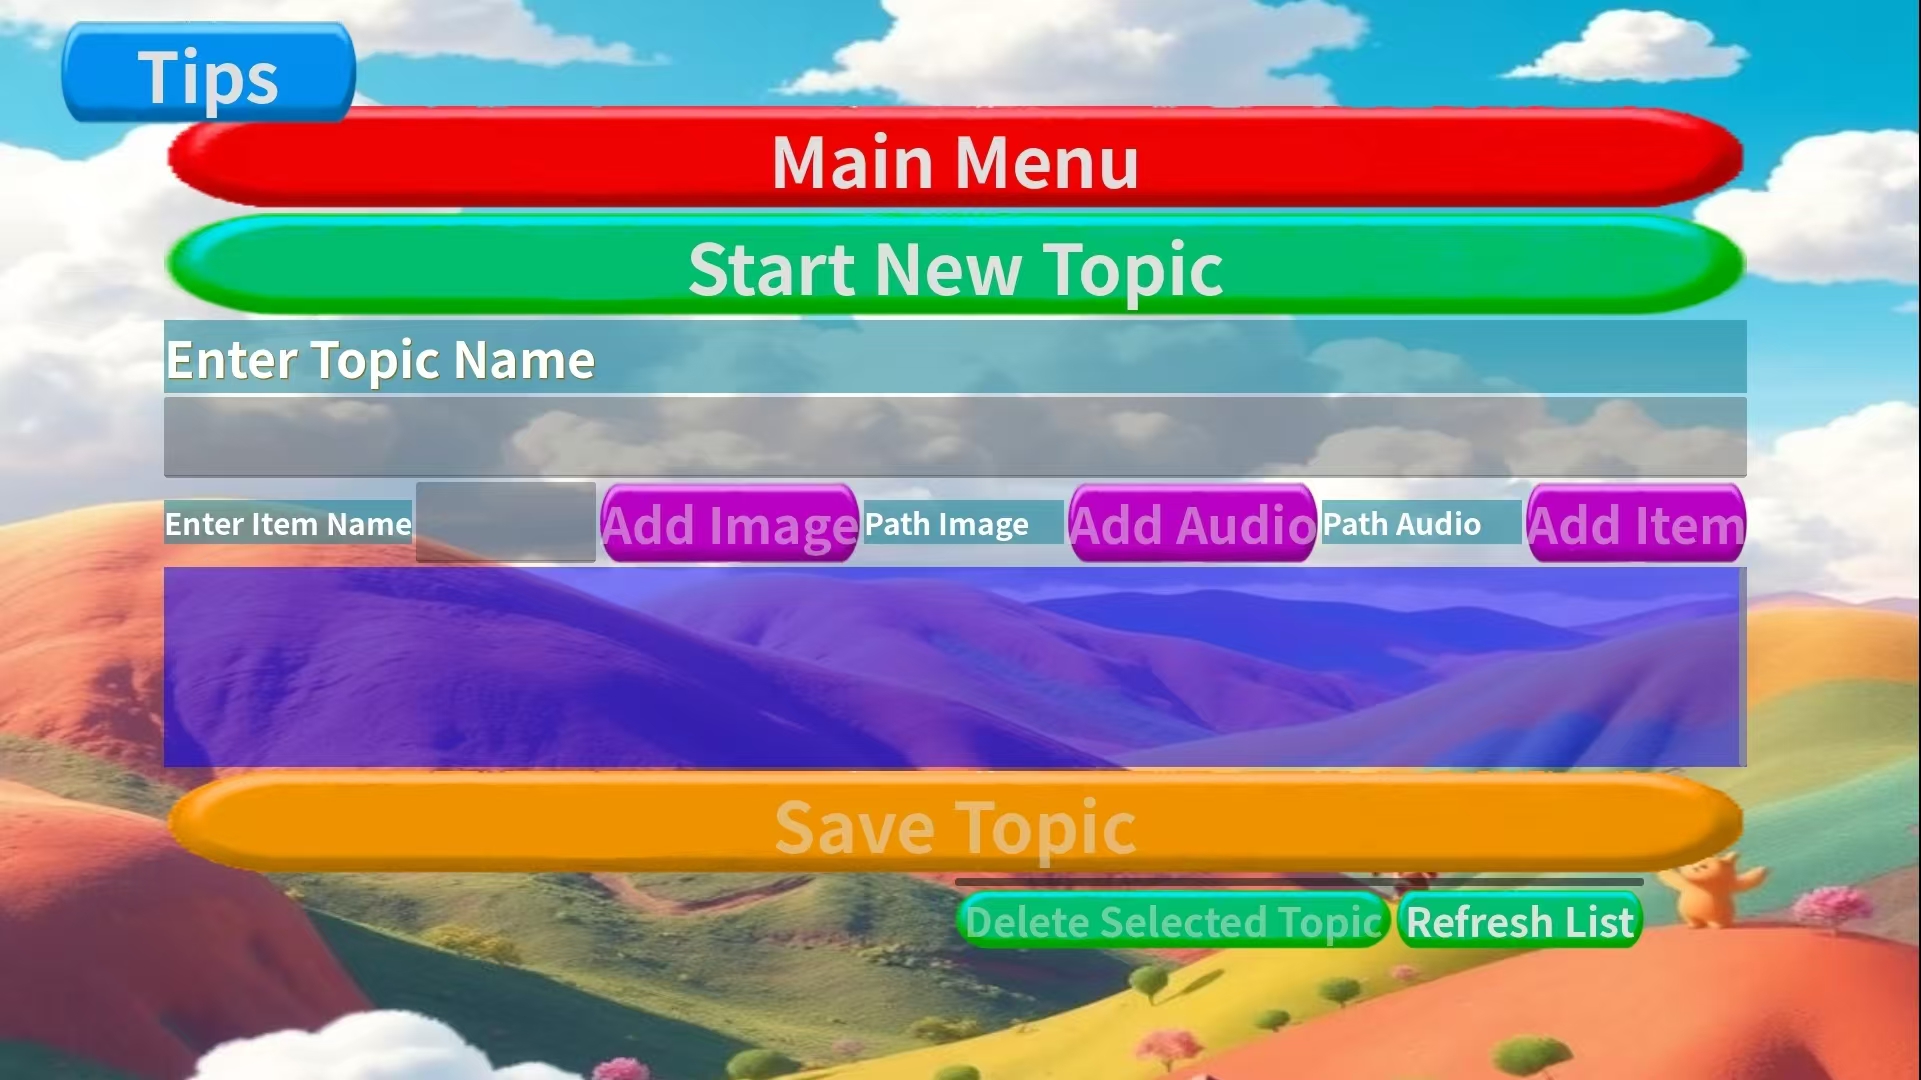 Tips
Main Menu
Start New Topic
Enter Topic Name
Enter Item Name Add Image Path Image Add Audio Path Audio Add Item
Save Topic
Delete Selected Topic Refresh List